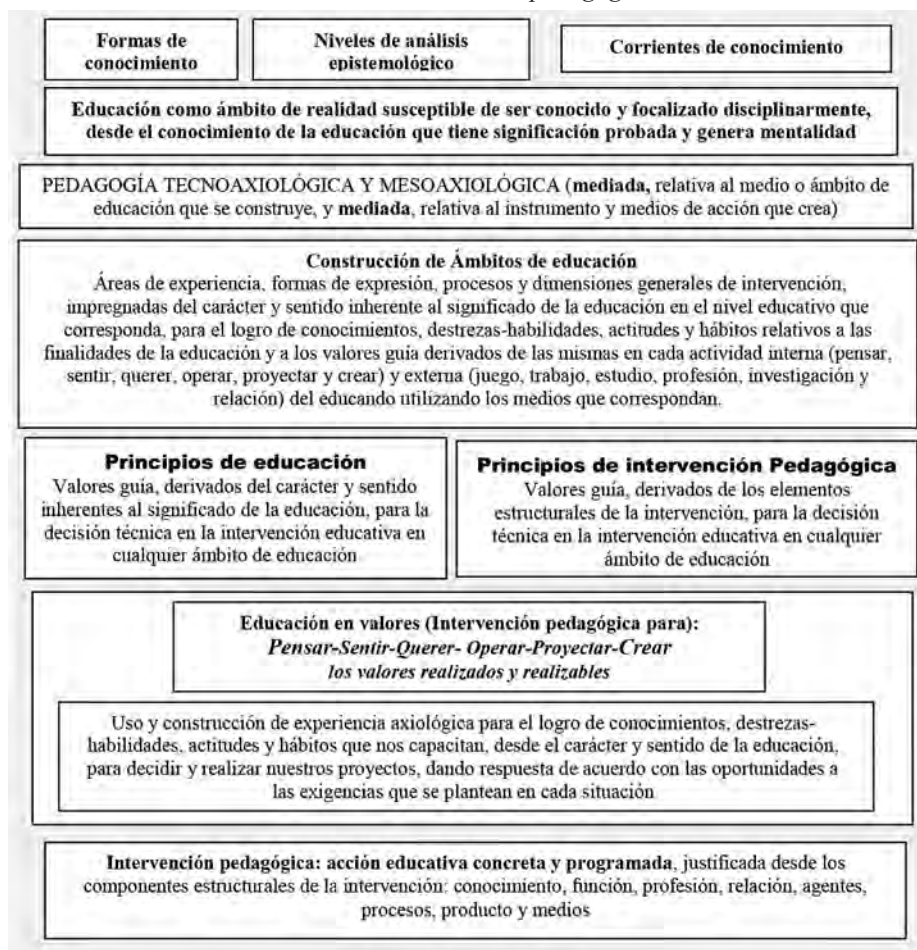 Formas de
conocimiento
Niveles de análisis
epistemológico
Corrientes de conocimiento
Educación como ámbito de realidad susceptible de ser conocido y focalizado disciplinarmente,
desde el conocimiento de la educación que tiene significación probada y genera mentalidad
PEDAGOGÍA TECNOAXIOLÓGICA Y MESOAXIOLÓGICA (mediada, relativa al medio o ámbito de
educación que se construye, y mediada, relativa al instrumento y medios de acción que crea)
Construcción de Ámbitos de educación
Áreas de experiencia, formas de expresión, procesos y dimensiones generales de intervención,
impregnadas del carácter y sentido inherente al significado de la educación en el nivel educativo que
corresponda, para el logro de conocimientos, destrezas-habilidades, actitudes y hábitos relativos a las
finalidades de la educación y a los valores guía derivados de las mismas en cada actividad interna (pensar,
sentir, querer, operar, proyectar y crear) y externa (juego, trabajo, estudio, profesión, investigación y
relación) del educando utilizando los medios que correspondan.
Principios de educación
Valores guía, derivados del carácter y sentido
inherentes al significado de la educación, para la
decisión técnica en la intervención educativa en
cualquier ámbito de educación
Principios de intervención Pedagógica
Valores guía, derivados de los elementos
estructurales de la intervención, para la decisión
técnica en la intervención educativa en cualquier
ámbito de educación
Educación en valores (Intervención pedagógica para):
Pensar-Sentir-Querer- Operar-Proyectar-Crear
los valores realizados y realizables
Uso y construcción de experiencia axiológica para el logro de conocimientos, destrezas-
habilidades, actitudes y hábitos que nos capacitan, desde el carácter y sentido de la educación,
para decidir y realizar nuestros proyectos, dando respuesta de acuerdo con las oportunidades a
las exigencias que se plantean en cada situación
Intervención pedagógica: acción educativa concreta y programada, justificada desde los
componentes estructurales de la intervención: conocimiento, función, profesión, relación, agentes,
procesos, producto y medios